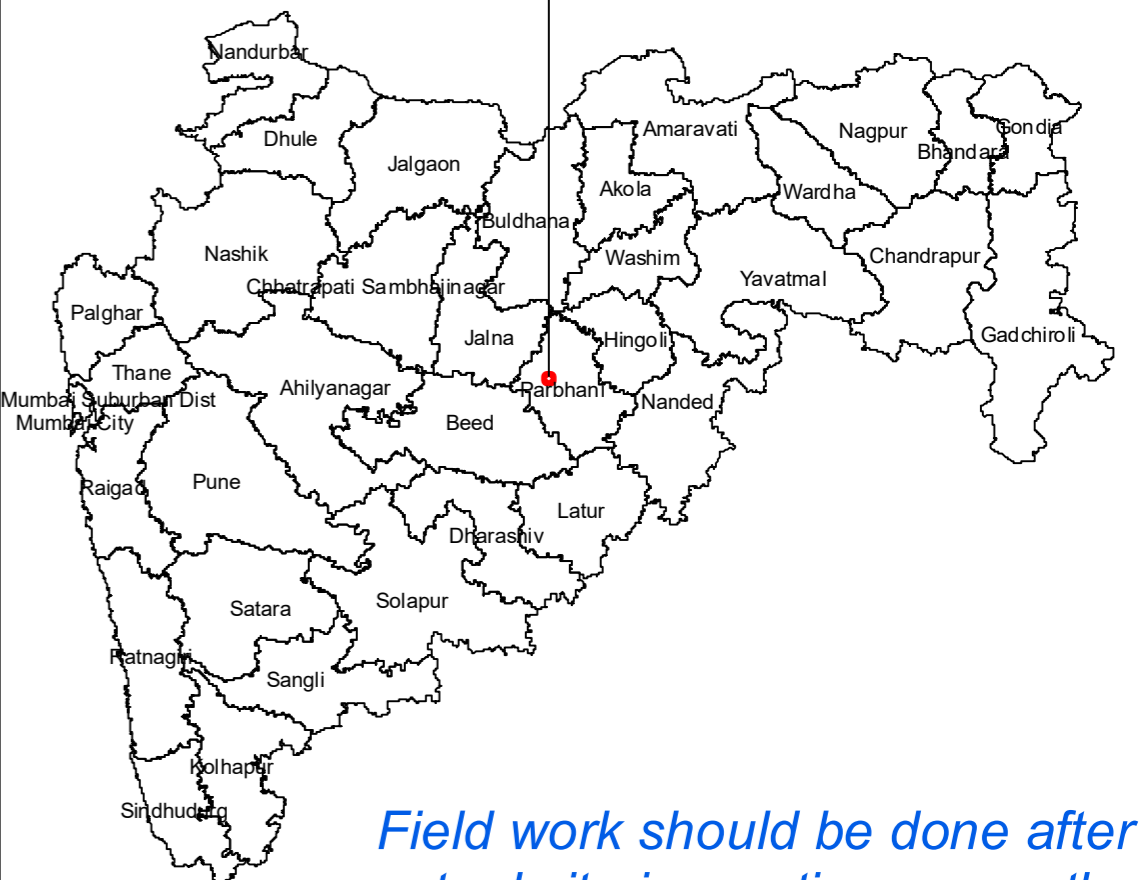 Nandurbar
Dhule
Jalgaon
Amaravati
Nagpur
Gondia
Bhandara
Akola
Wardha
Buldhana
Nashik
Washim
Chandrapur
Yavatmal
Chhatrapati Sambhajinagar
Palghar
Jalna
Hingoli
Gadchiroli
Thane
Ahilyanagar
Parbhani
Mumbai Suburban Dist
Nanded
Mumbai City
Beed
Raigad
Pune
Latur
Dharashiv
Satara
Solapur
Ratnagiri
Sangli
Kolhapur
Sindhudurg
Field work should be done after